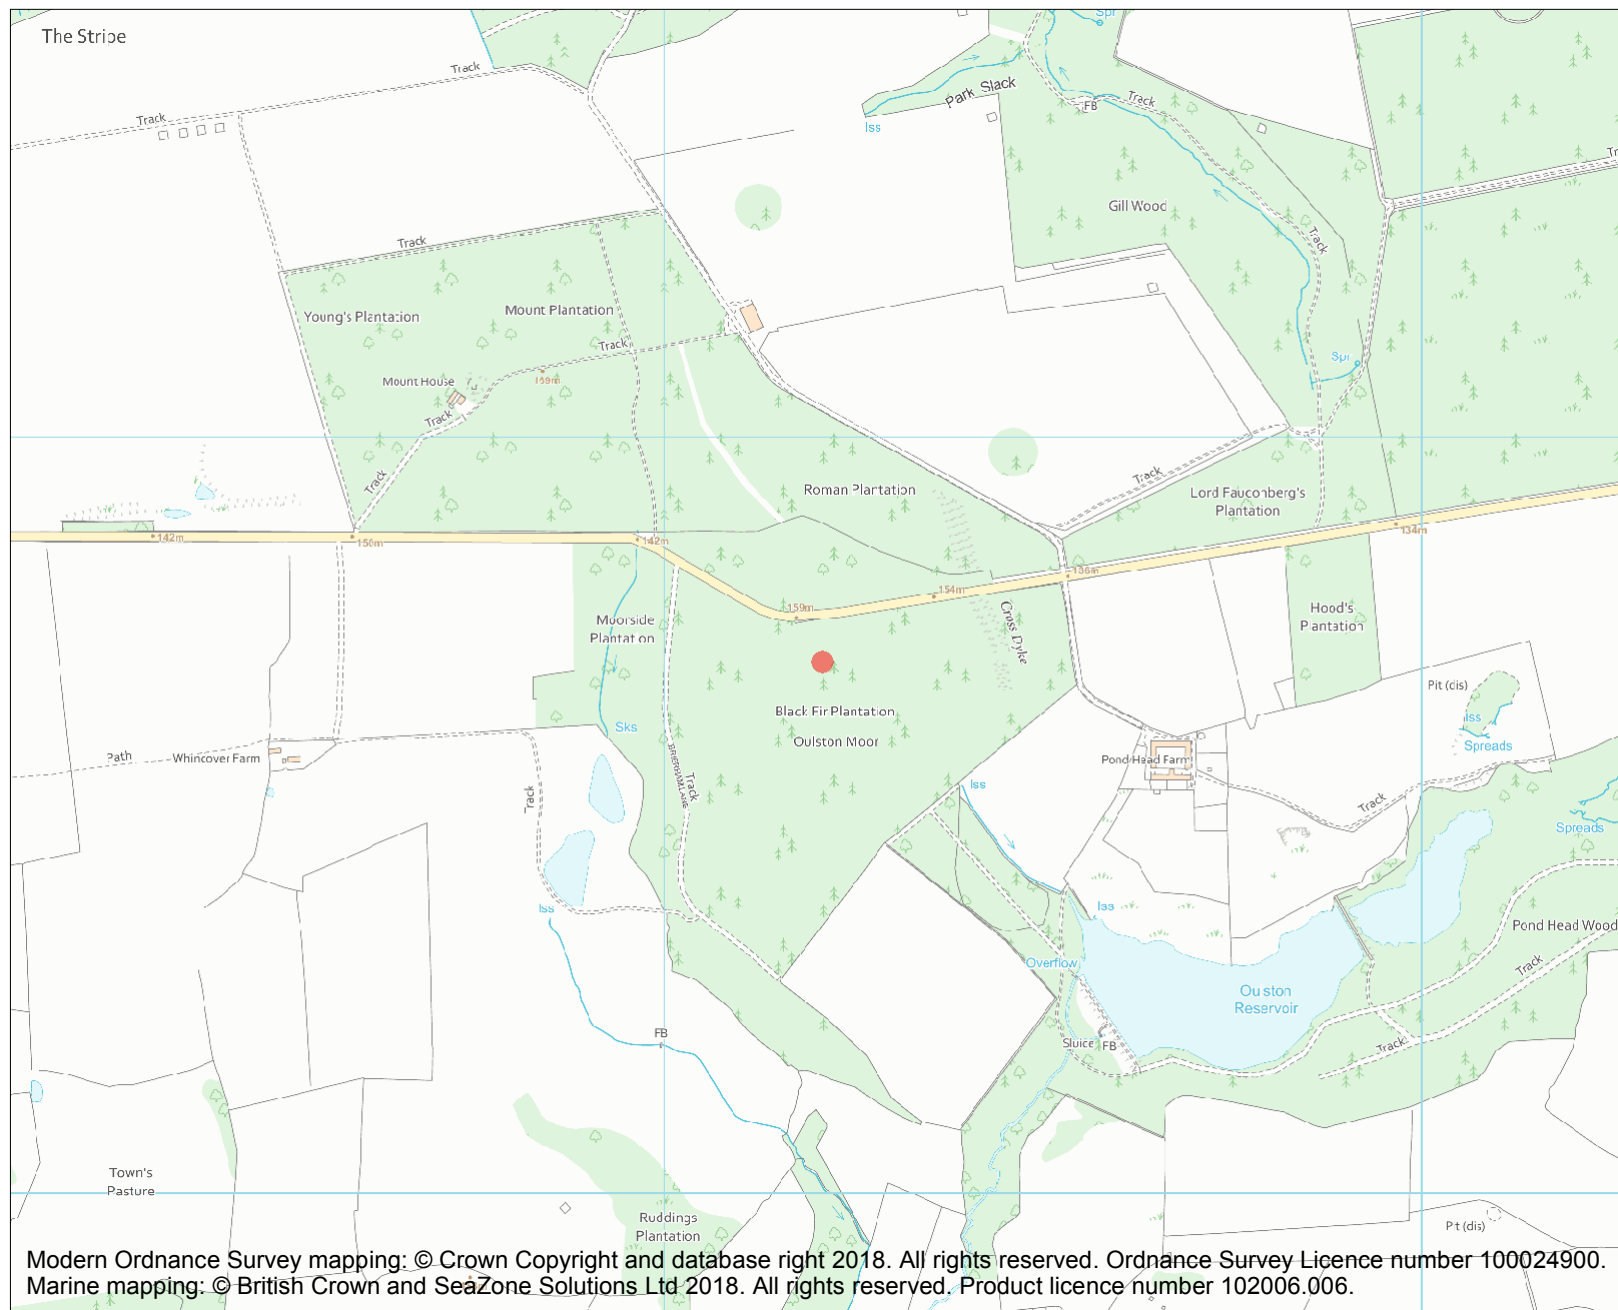 The Stripe
Spr
Track
Park Slack
Track
FB
Track
Iss
Gill Wood
Track
Track
Young's Plantation
Mount Plantation
Track
Spr
Mount House
169m
Track
Track
Roman Plantation
Track
Lord Fauconberg's
Plantation
142m
150m
142m
134m
136m
154m
159m
Moorside
Plantation
Cross Dyke
Hood's
Plantation
Pit (dis)
Iss
Spreads
Black Fir Plantation
Oulston Moor
Sks
Path
Whincover Farm
Pond Head Farm
Track
Track
Iss
Track
Spreads
Iss
Iss
Pond Head Wood
Overflow
Track
Oulston
Reservoir
FB
Sluice
FB
Track
Town's
Pasture
Ruddings
Plantation
Pit (dis)
Modern Ordnance Survey mapping: © Crown Copyright and database right 2018. All rights reserved. Ordnance Survey Licence number 100024900.
Marine mapping: © British Crown and SeaZone Solutions Ltd 2018. All rights reserved. Product licence number 102006.006.